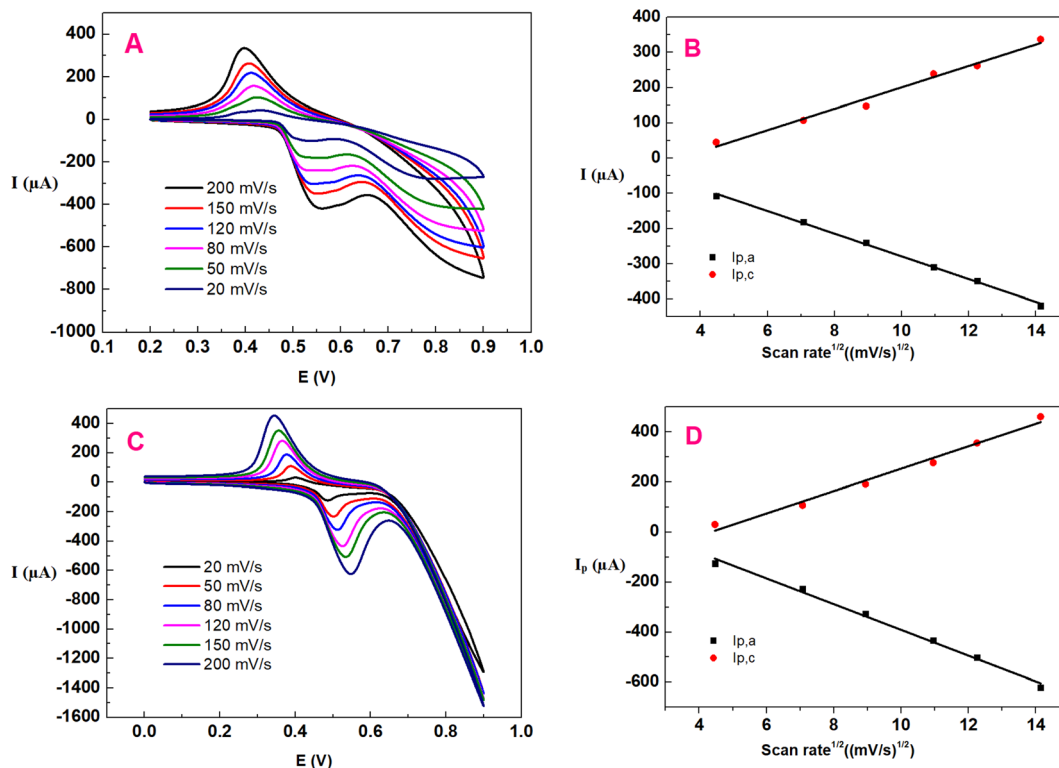 A
I (µA)
400
200
0
-200
-400
-600
-800
-1000
200 mV/s
150 mV/s
120 mV/s
80 mV/s
50 mV/s
20 mV/s
0.1 0.2 0.3 0.4 0.5 0.6 0.7 0.8 0.9 1.0
E (V)
B
I (µA)
400
300
200
100
0
-100
-200
-300
-400
Ip,a
Ip,c
4 6 8 10 12 14
Scan rate1/2((mV/s)1/2)
C
I (µA)
400
200
0
-200
-400
-600
-800
-1000
-1200
-1400
-1600
20 mV/s
50 mV/s
80 mV/s
120 mV/s
150 mV/s
200 mV/s
0.0 0.2 0.4 0.6 0.8 1.0
E (V)
D
Ip (µA)
400
200
0
-200
-400
-600
Ip,a
Ip,c
4 6 8 10 12 14
Scan rate1/2((mV/s)1/2)